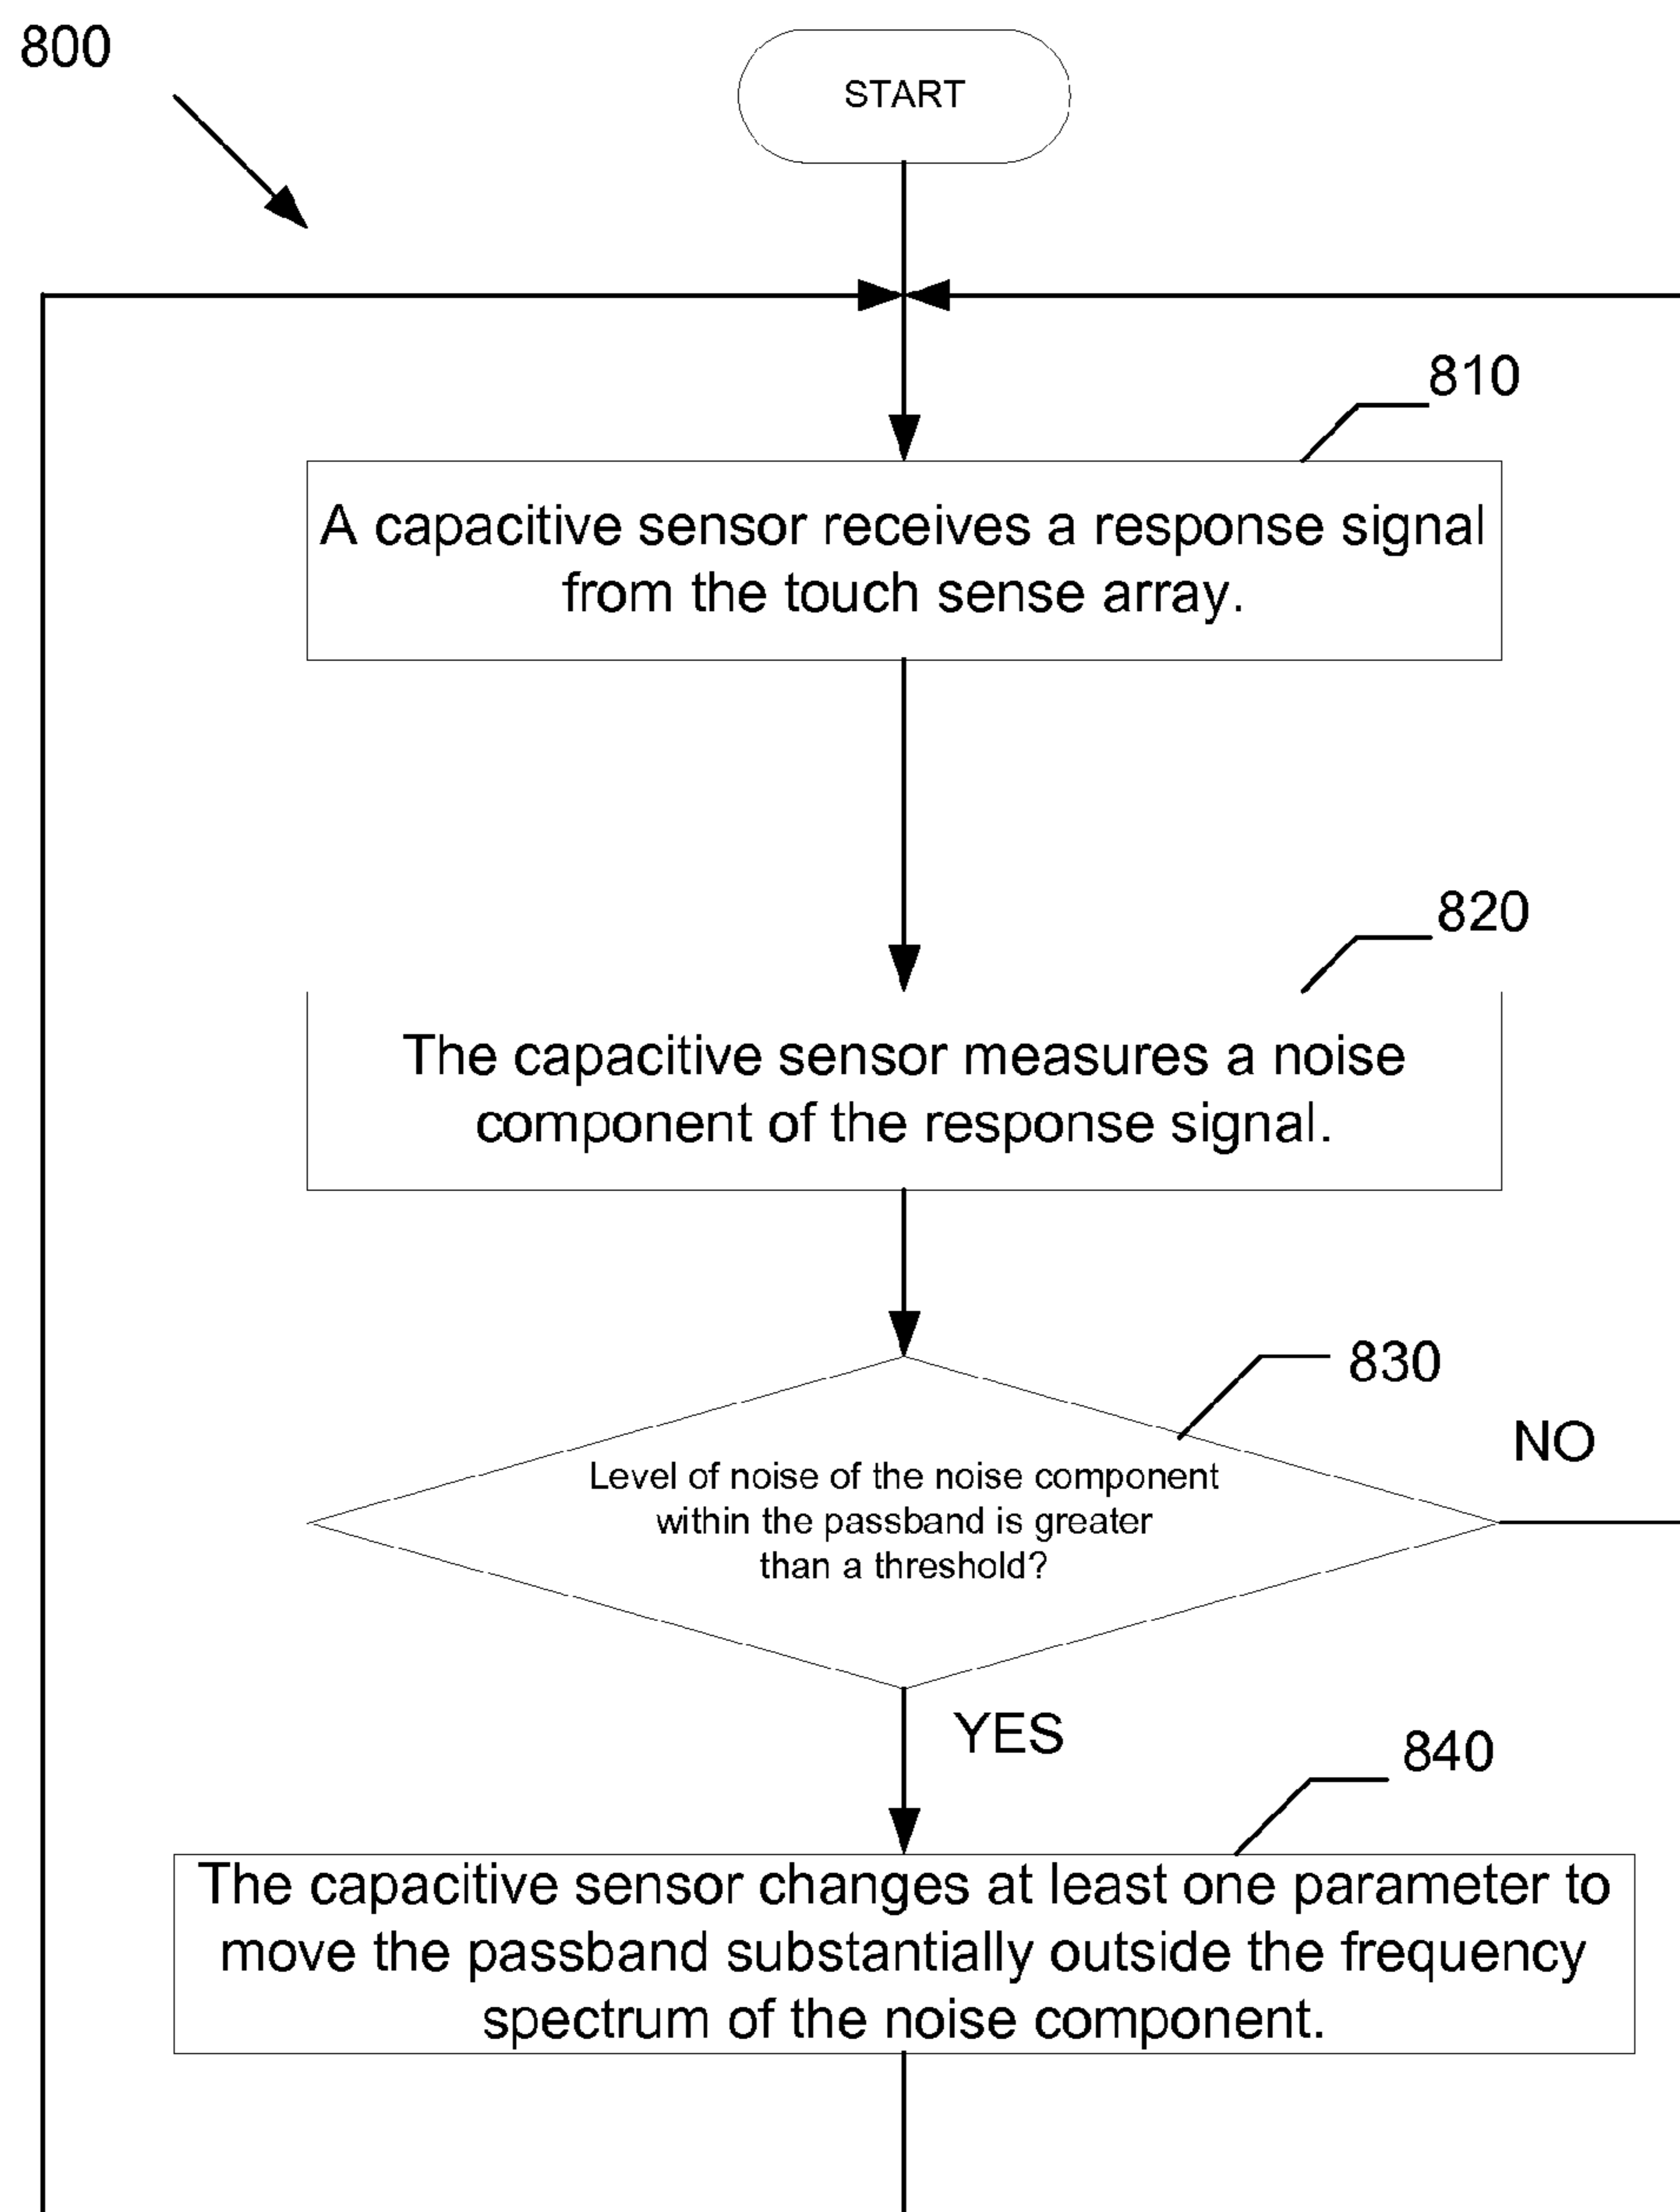 800
START
810
A capacitive sensor receives a response signal
from the touch sense array.
820
The capacitive sensor measures a noise
component of the response signal.
830
NO
Level of noise of the noise component
within the passband is greater
than a threshold?
YES
840
The capacitive sensor changes at least one parameter to
move the passband substantially outside the frequency
spectrum of the noise component.